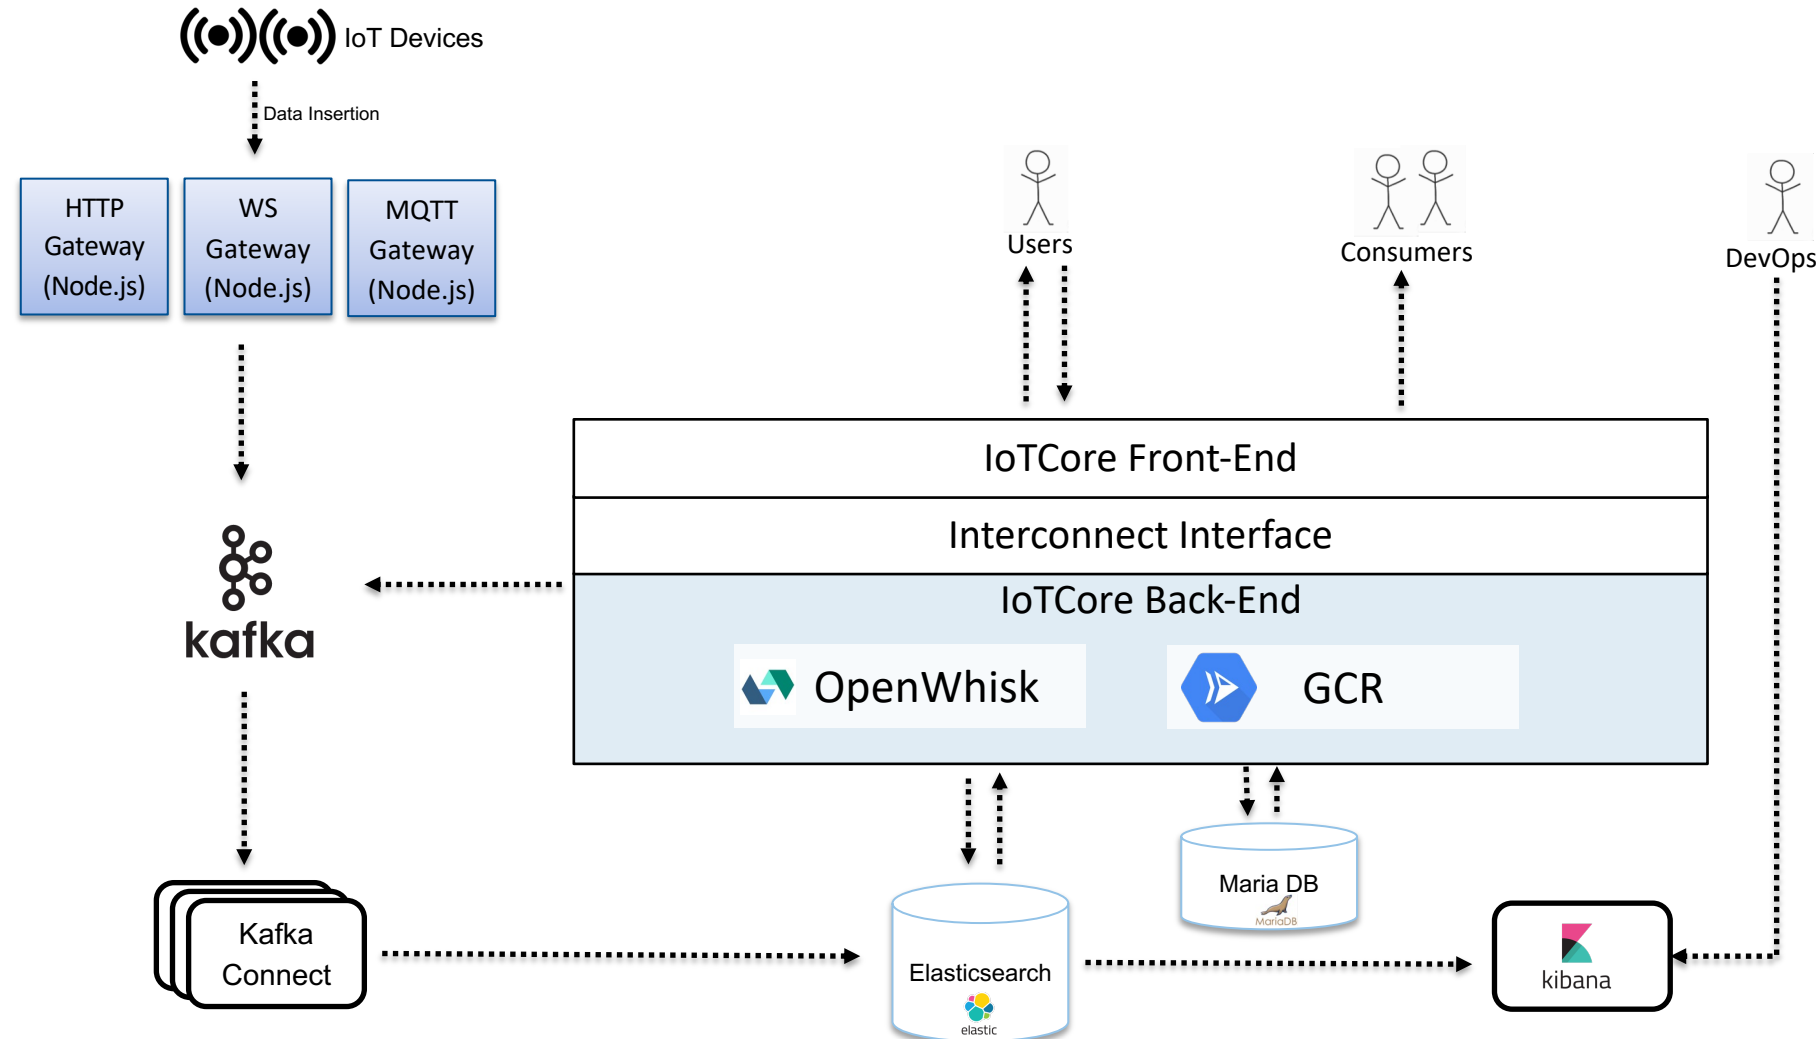 IoT Devices
Data Insertion
HTTP
Gateway
(Node.js)
WS
Gateway
(Node.js)
MQTT
Gateway
(Node.js)
Users
Consumers
DevOps
IoTCore Front-End
Interconnect Interface
IoTCore Back-End
OpenWhisk
GCR
kafka
Kafka
Connect
Elasticsearch
elastic
Maria DB
MariaDB
kibana